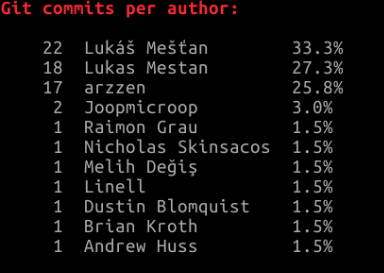 Git commits per author:
22 Lukáš Mešťan 33.3%
18 Lukas Mestan 27.3%
17 arzzen 25.8%
2 Joopmicroop 3.0%
1 Raimon Grau 1.5%
1 Nicholas Skinsacos 1.5%
1 Melih Değiş 1.5%
1 Linell 1.5%
1 Dustin Blomquist 1.5%
1 Brian Kroth 1.5%
1 Andrew Huss 1.5%